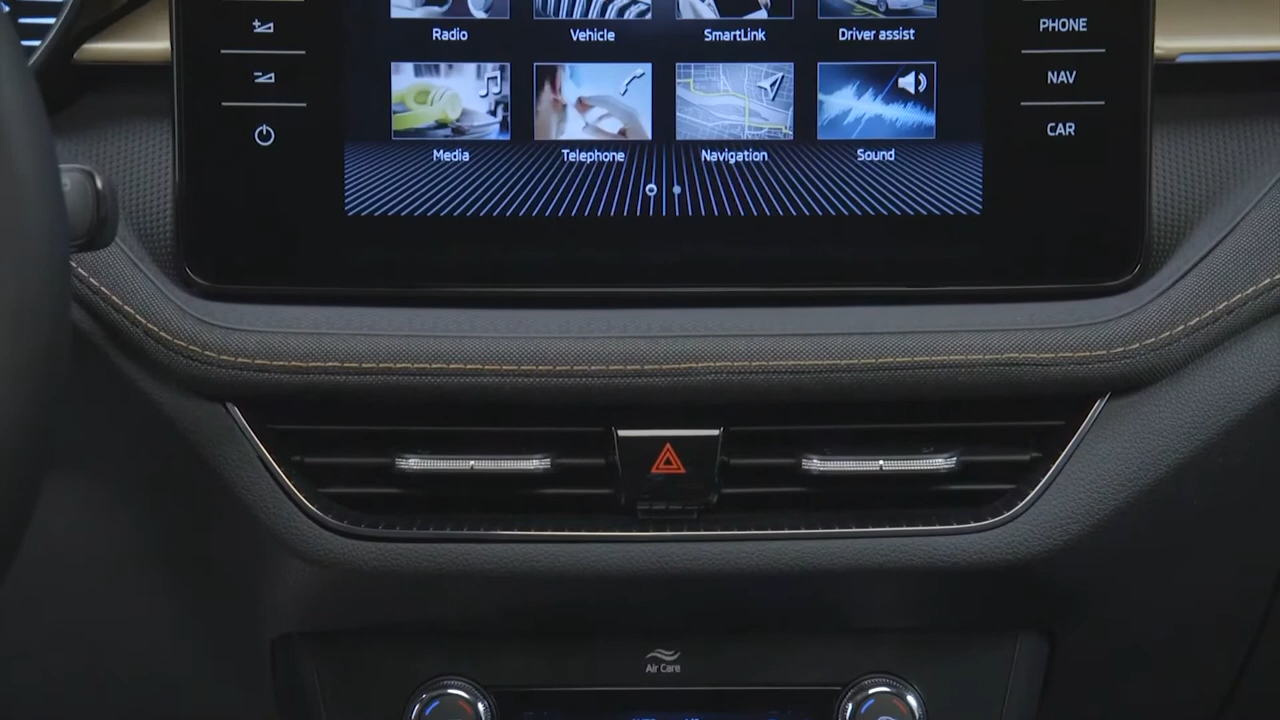 Radio
Vehicle
SmartLink
Driver assist
PHONE
NAV
CAR
Media
Telephone
Navigation
Sound
Air Care